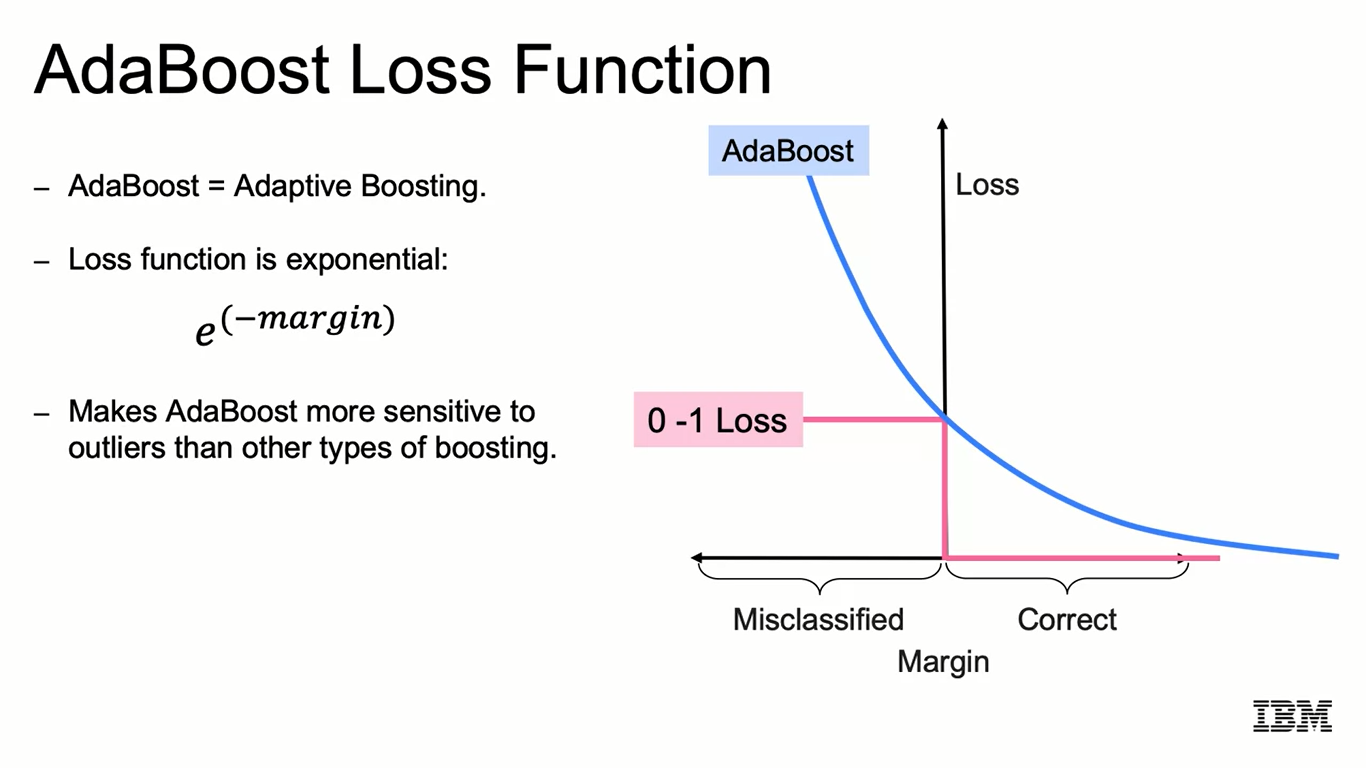 AdaBoost Loss Function
– AdaBoost = Adaptive Boosting.
– Loss function is exponential:
e^(−margin)
– Makes AdaBoost more sensitive to
outliers than other types of boosting.
AdaBoost
Loss
0 -1 Loss
Misclassified
Correct
Margin
IBM